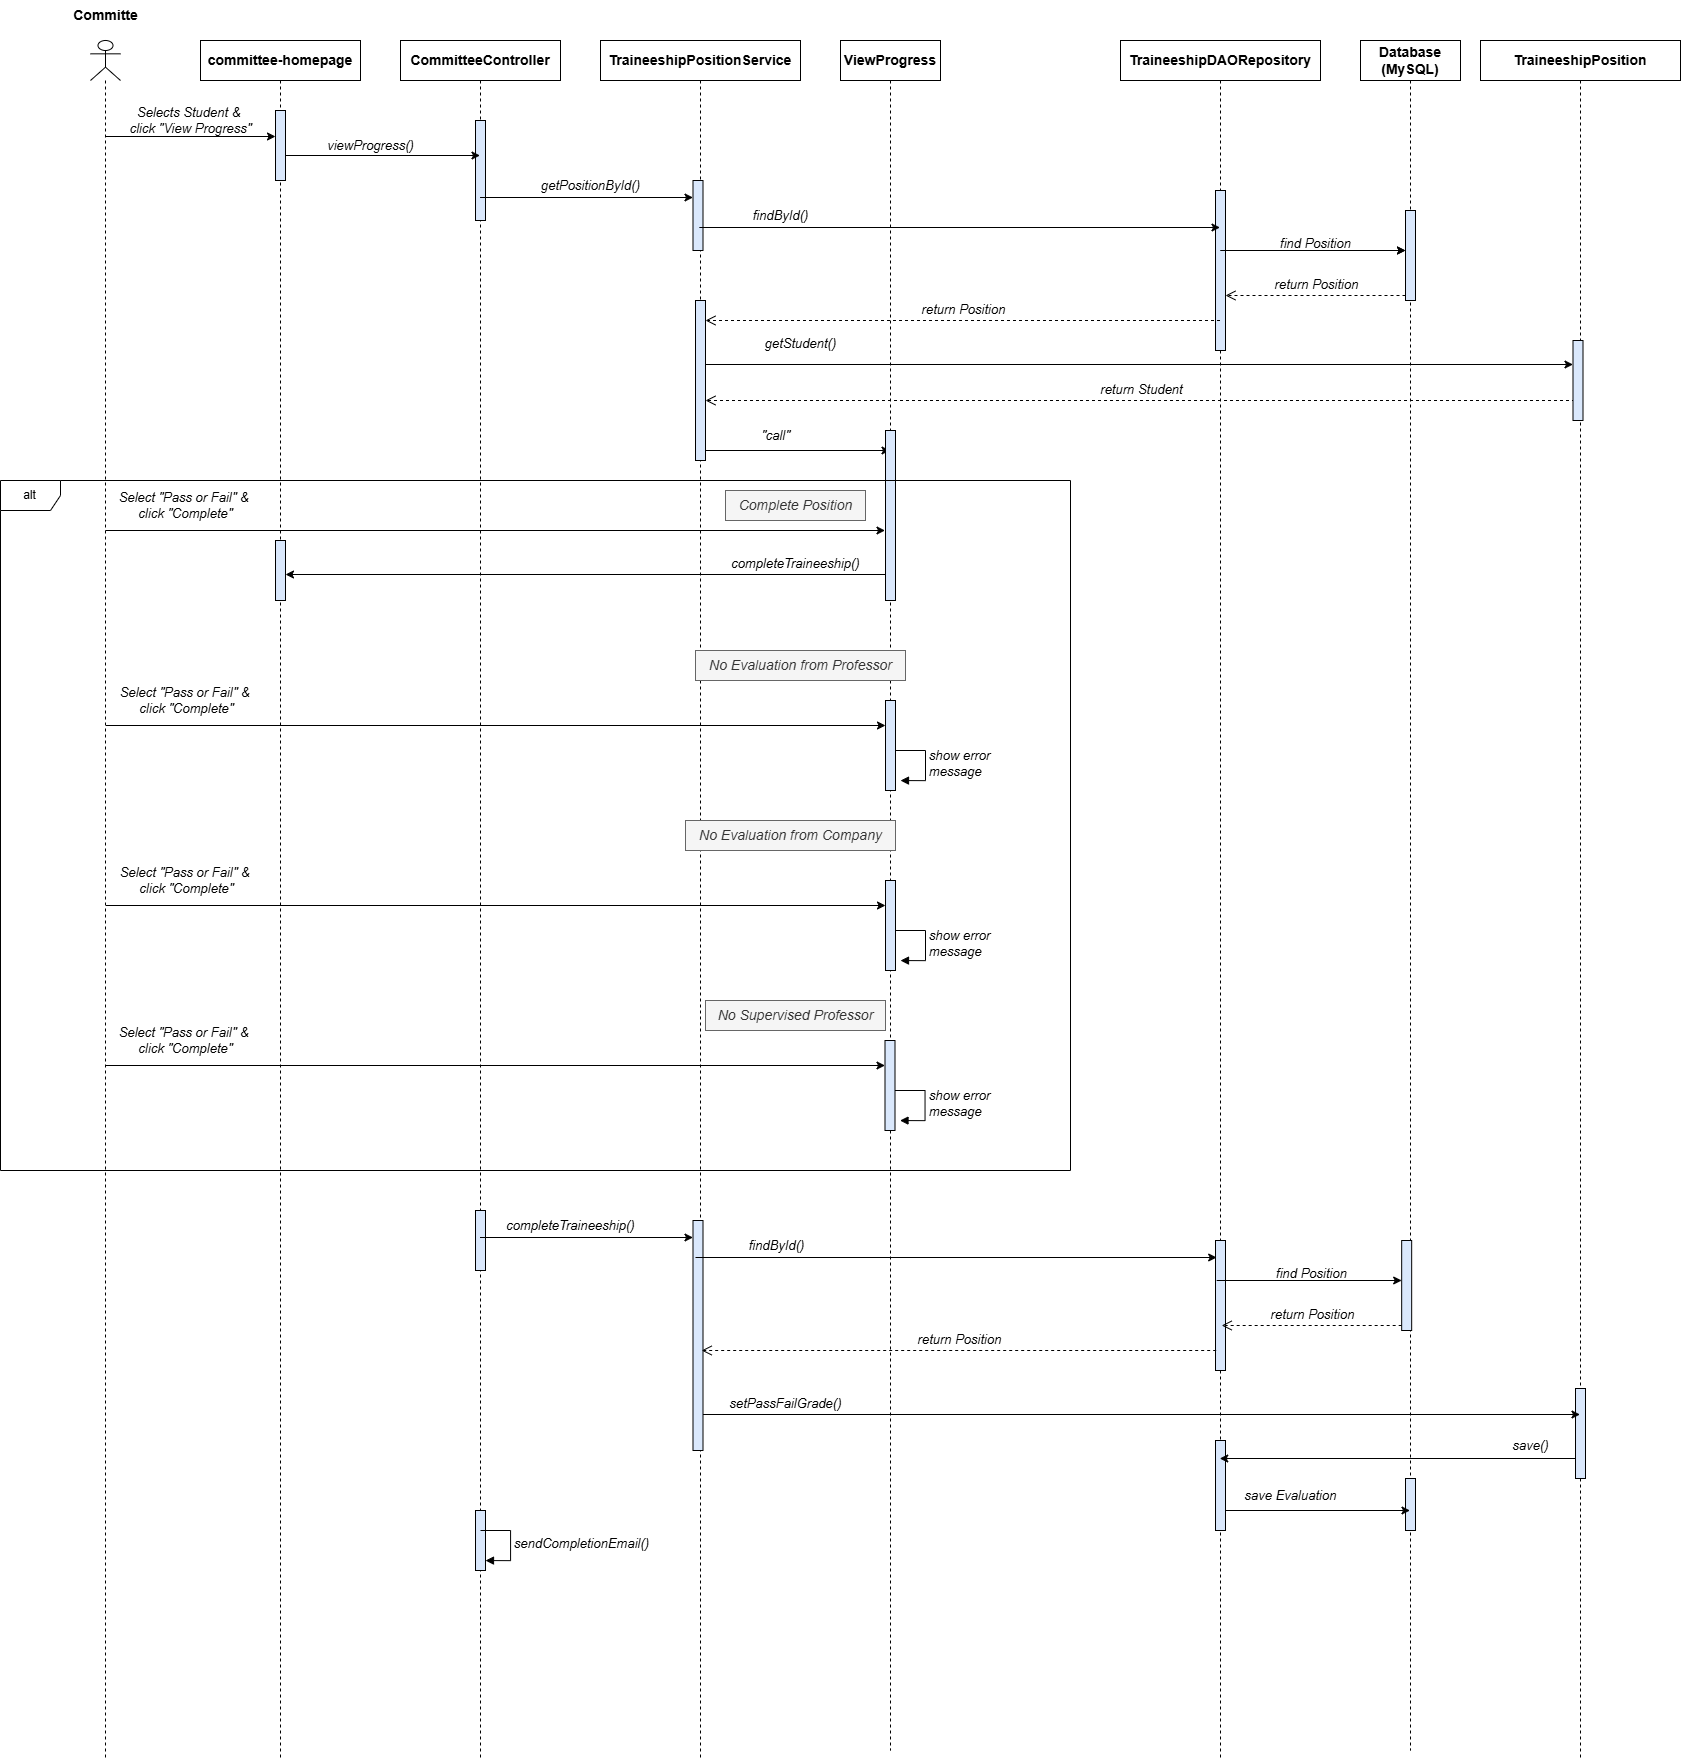 Committe
committee-homepage
CommitteeController
TraineeshipPositionService
ViewProgress
TraineeshipDAORepository
Database
(MySQL)
TraineeshipPosition
Selects Student &
click "View Progress"
viewProgress()
getPositionById()
findById()
find Position
return Position
return Position
getStudent()
return Student
"call"
alt
Select "Pass or Fail" &
click "Complete"
Complete Position
completeTraineeship()
No Evaluation from Professor
Select "Pass or Fail" &
click "Complete"
show error
message
No Evaluation from Company
Select "Pass or Fail" &
click "Complete"
show error
message
No Supervised Professor
Select "Pass or Fail" &
click "Complete"
show error
message
completeTraineeship()
findById()
find Position
return Position
return Position
setPassFailGrade()
save()
save Evaluation
sendCompletionEmail()